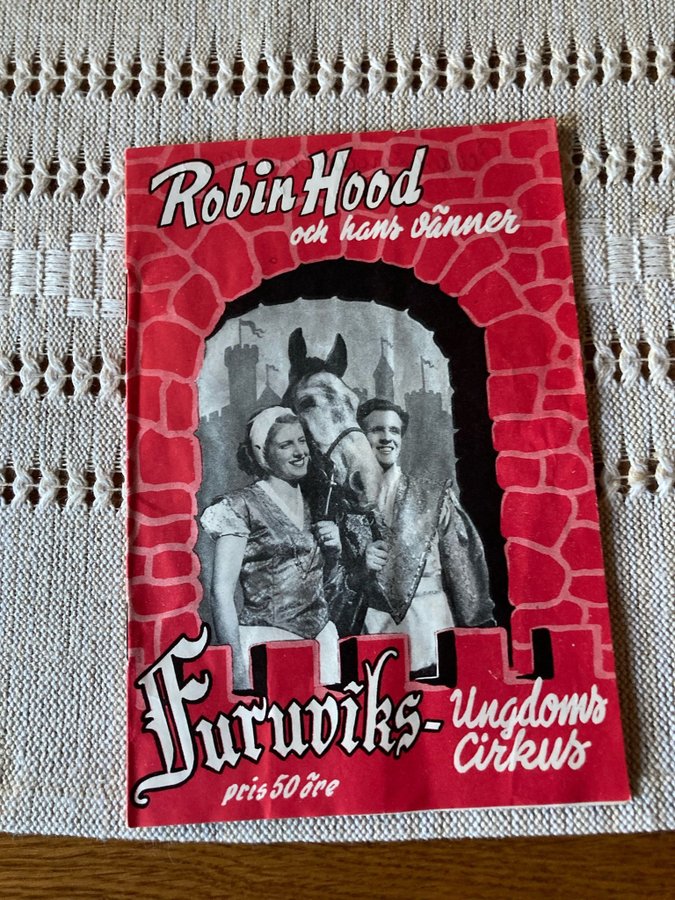 Robin Hood
och hans vänner
Furuviks-
Ungdoms
Cirkus
pris 50 öre